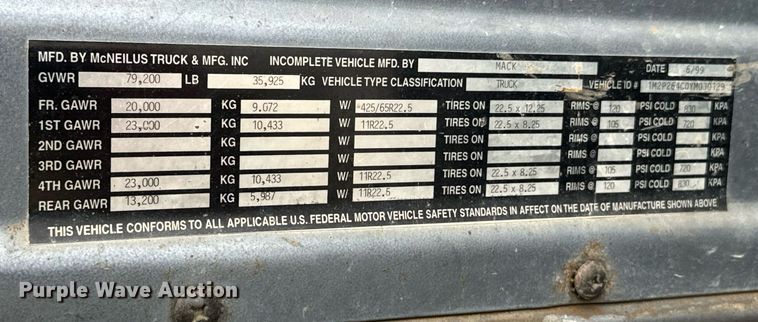 MFD. BY McNEILUS TRUCK & MFG. INC INCOMPLETE VEHICLE MFD. BY MACK DATE 6/99
GVWR 79,200 LB 35,925 KG VEHICLE TYPE CLASSIFICATION TRUCK VEHICLE ID #
FR. GAWR 20,000 KG 9,072 W/ 425/65R22.5 TIRES ON 22.5 x 12.25 RIMS @ 120 PSI COLD 830 KPA
1ST GAWR 23,000 KG 10,433 W/ 11R22.5 TIRES ON 22.5 x 8.25 RIMS @ 105 PSI COLD 720 KPA
2ND GAWR KG W/ TIRES ON RIMS @ PSI COLD KPA
3RD GAWR KG W/ TIRES ON RIMS @ PSI COLD KPA
4TH GAWR 23,000 KG 10,433 W/ 11R22.5 TIRES ON 22.5 x 8.25 RIMS @ 105 PSI COLD 720 KPA
REAR GAWR 13,200 KG 5,987 W/ 11R22.5 TIRES ON 22.5 x 8.25 RIMS @ 120 PSI COLD 830 KPA
THIS VEHICLE CONFORMS TO ALL APPLICABLE U.S. FEDERAL MOTOR VEHICLE SAFETY STANDARDS IN AFFECT ON THE DATE OF MANUFACTURE SHOWN ABOVE
Purple Wave Auction